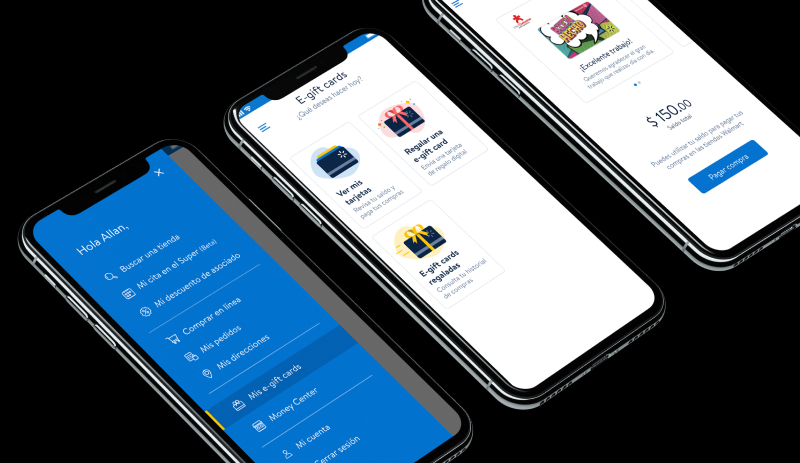 Hola Allan,
Buscar una tienda
Mi cita en el Super (Beta)
Mi descuento de asociado
Comprar en línea
Mis pedidos
Mis direcciones
Mis e-gift cards
Money Center
Mi cuenta
Cerrar sesión
E-gift cards
¿Qué deseas hacer hoy?
Ver mis
tarjetas
Revisa tu saldo y
paga tus compras
Regalar una
e-gift card
Envía una tarjeta
de regalo digital
E-gift cards
regaladas
Consulta tu historial
de compras
¡Excelente trabajo!
Queremos agradecer el gran
trabajo que realizas día con día.
$150.00
Saldo total
Puedes utilizar tu saldo para pagar tus
compras en las tiendas Walmart
Pagar compra